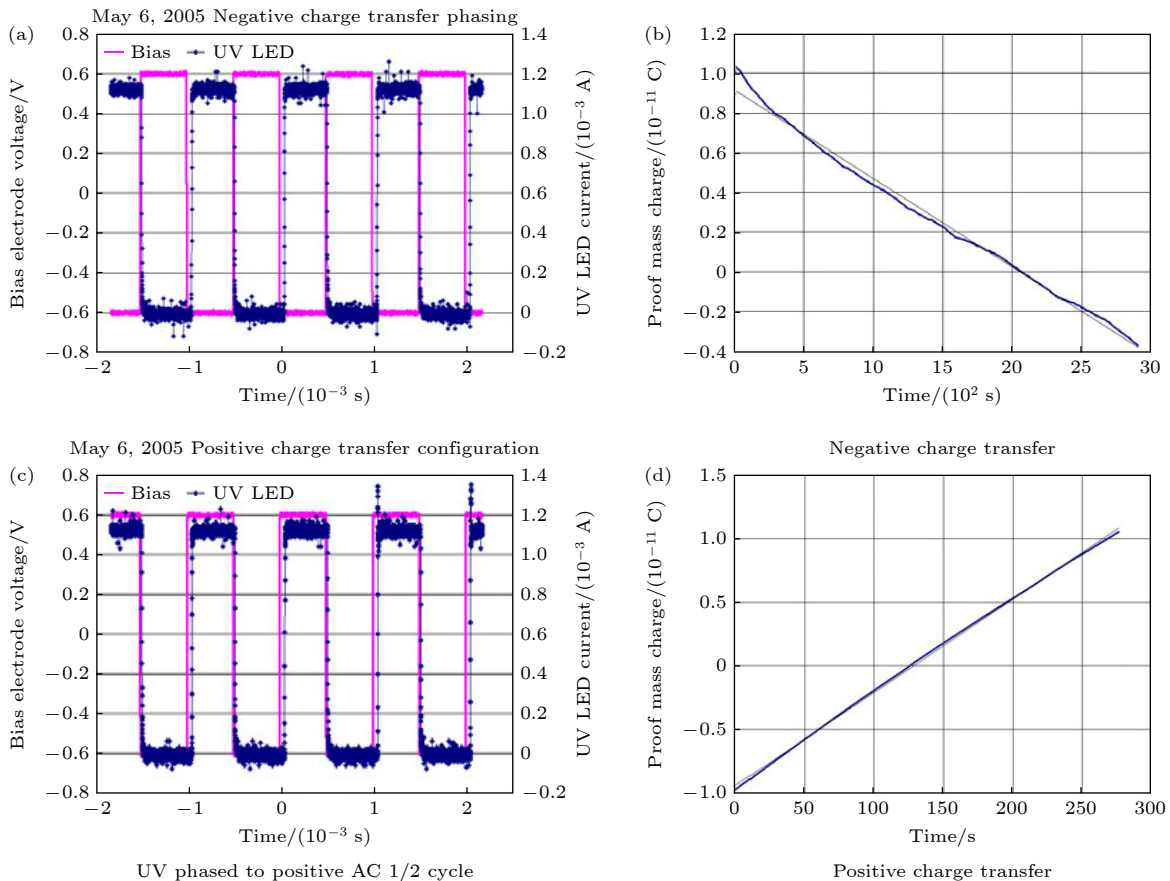 May 6, 2005 Negative charge transfer phasing
(a)
Bias UV LED
Bias electrode voltage/V
0.8
0.6
0.4
0.2
0
−0.2
−0.4
−0.6
−0.8
1.4
1.2
1.0
0.8
0.6
0.4
0.2
0
−0.2
UV LED current/(10⁻³ A)
−2 −1 0 1 2
Time/(10⁻³ s)
(b)
Proof mass charge/(10⁻¹¹ C)
1.2
1.0
0.8
0.6
0.4
0.2
0
−0.2
−0.4
0 5 10 15 20 25 30
Time/(10² s)
Negative charge transfer
May 6, 2005 Positive charge transfer configuration
(c)
Bias UV LED
Bias electrode voltage/V
0.8
0.6
0.4
0.2
0
−0.2
−0.4
−0.6
−0.8
1.4
1.2
1.0
0.8
0.6
0.4
0.2
0
−0.2
UV LED current/(10⁻³ A)
−2 −1 0 1 2
Time/(10⁻³ s)
UV phased to positive AC 1/2 cycle
(d)
Proof mass charge/(10⁻¹¹ C)
1.5
1.0
0.5
0
−0.5
−1.0
0 50 100 150 200 250 300
Time/s
Positive charge transfer